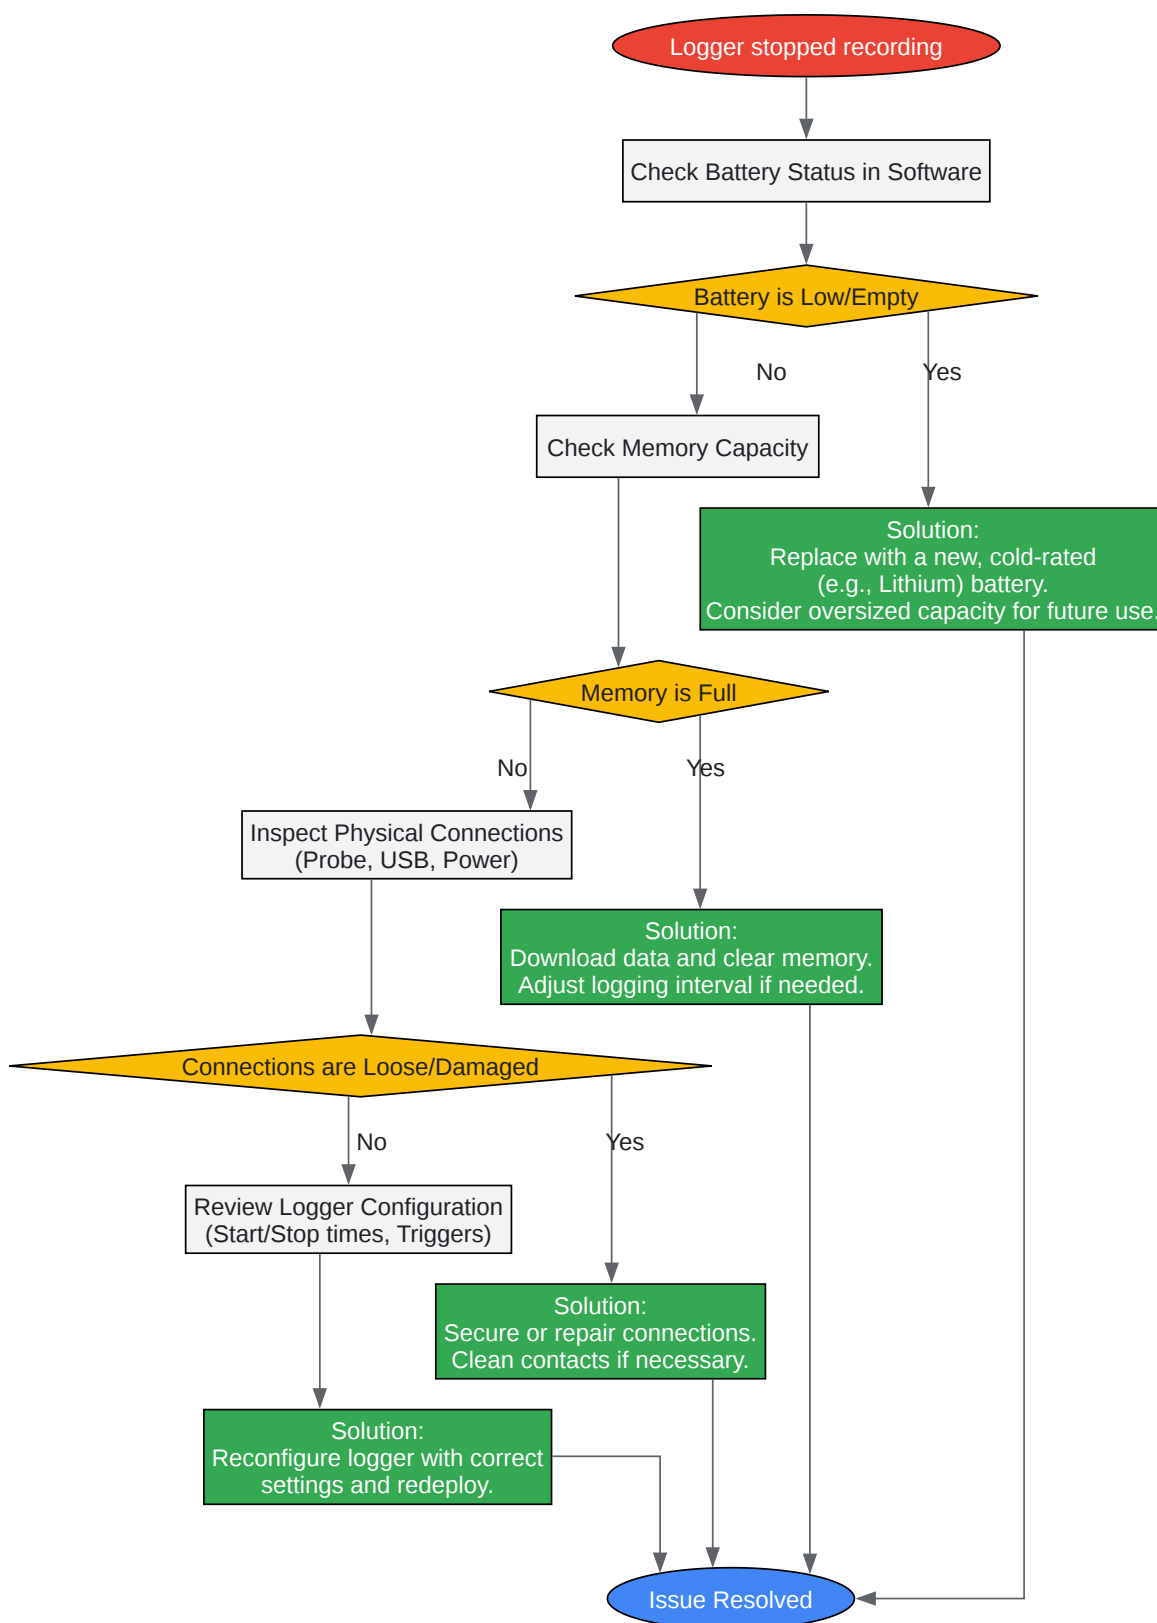 Logger stopped recording
Check Battery Status in Software
Battery is Low/Empty
No
Yes
Check Memory Capacity
Solution:
Replace with a new, cold-rated
(e.g., Lithium) battery.
Consider oversized capacity for future use.
Memory is Full
No
Yes
Inspect Physical Connections
(Probe, USB, Power)
Solution:
Download data and clear memory.
Adjust logging interval if needed.
Connections are Loose/Damaged
No
Yes
Review Logger Configuration
(Start/Stop times, Triggers)
Solution:
Secure or repair connections.
Clean contacts if necessary.
Solution:
Reconfigure logger with correct
settings and redeploy.
Issue Resolved